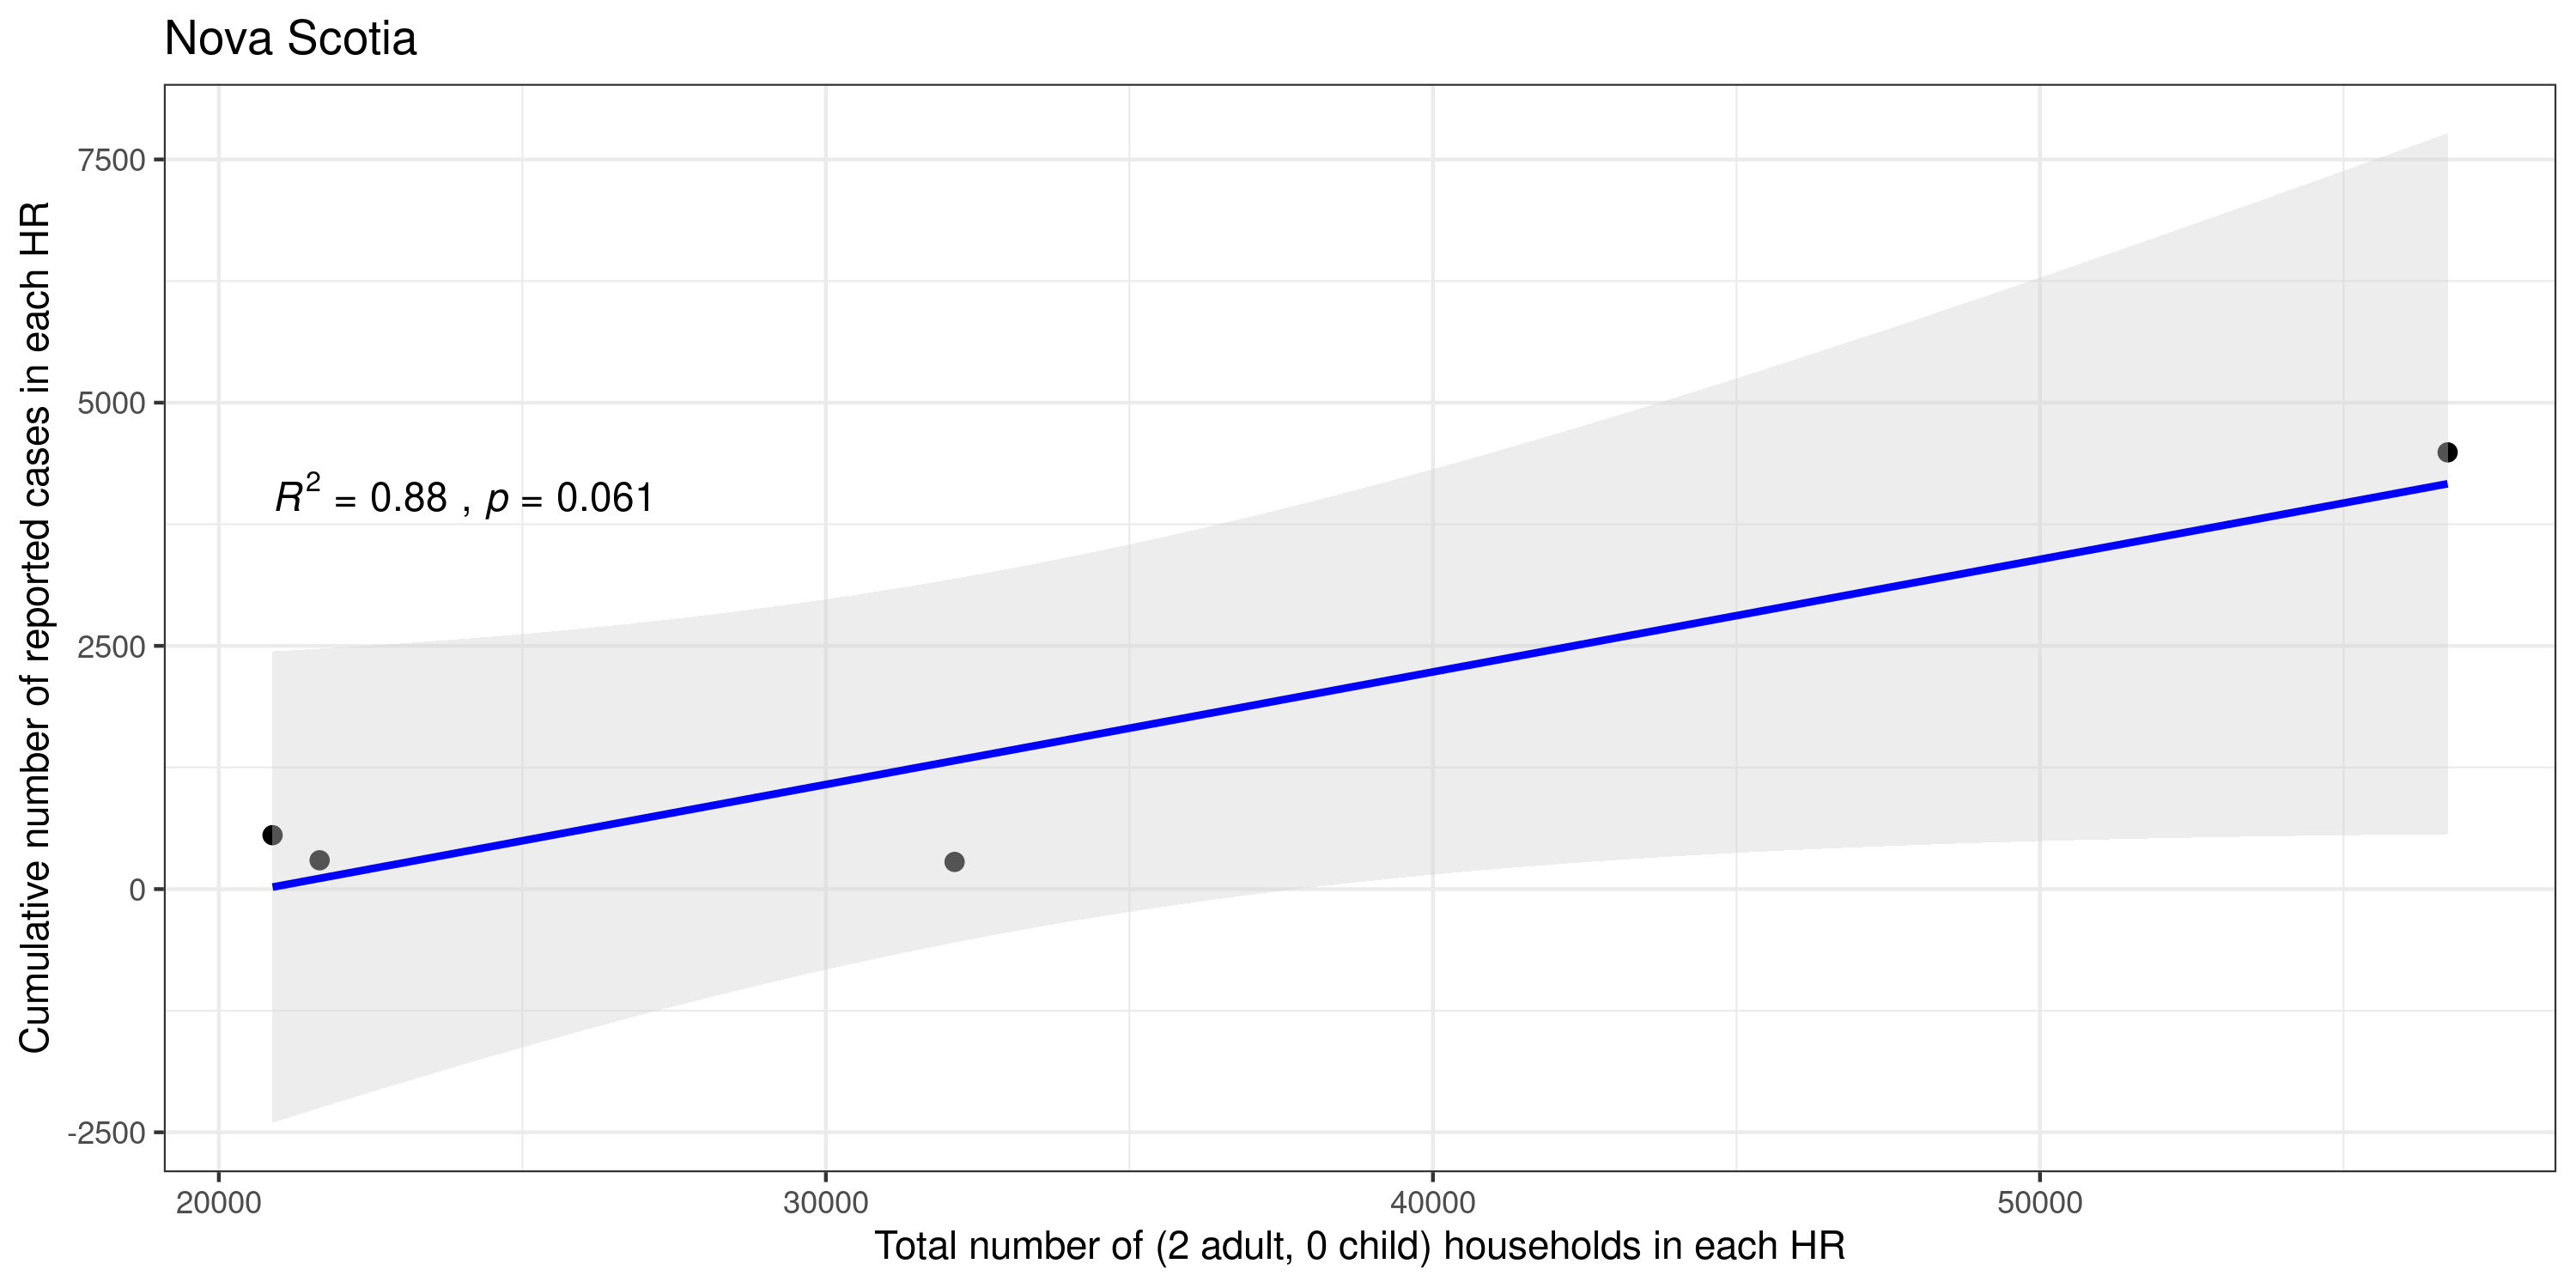 Nova Scotia
Cumulative number of reported cases in each HR
7500
5000
2500
0
-2500
R² = 0.88 , p = 0.061
20000 30000 40000 50000
Total number of (2 adult, 0 child) households in each HR